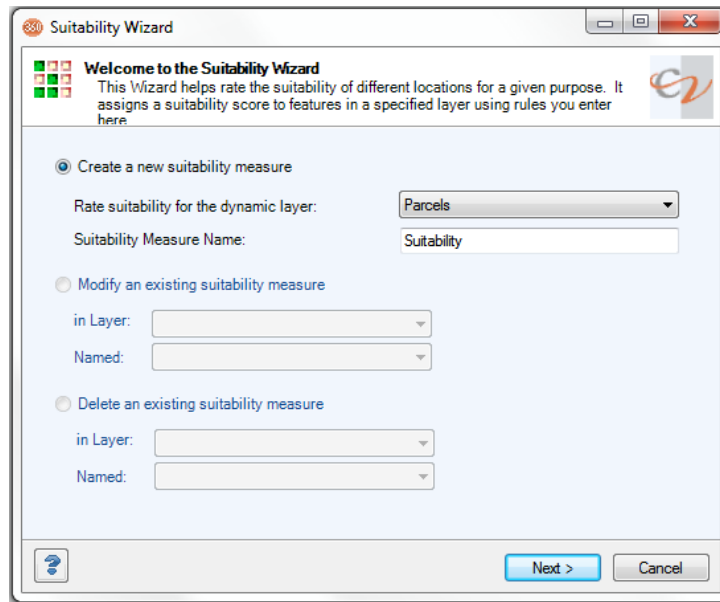 360 Suitability Wizard
Welcome to the Suitability Wizard
This Wizard helps rate the suitability of different locations for a given purpose. It
assigns a suitability score to features in a specified layer using rules you enter
here
CV
Create a new suitability measure
Rate suitability for the dynamic layer: Parcels
Suitability Measure Name: Suitability
Modify an existing suitability measure
in Layer:
Named:
Delete an existing suitability measure
in Layer:
Named:
? Next > Cancel